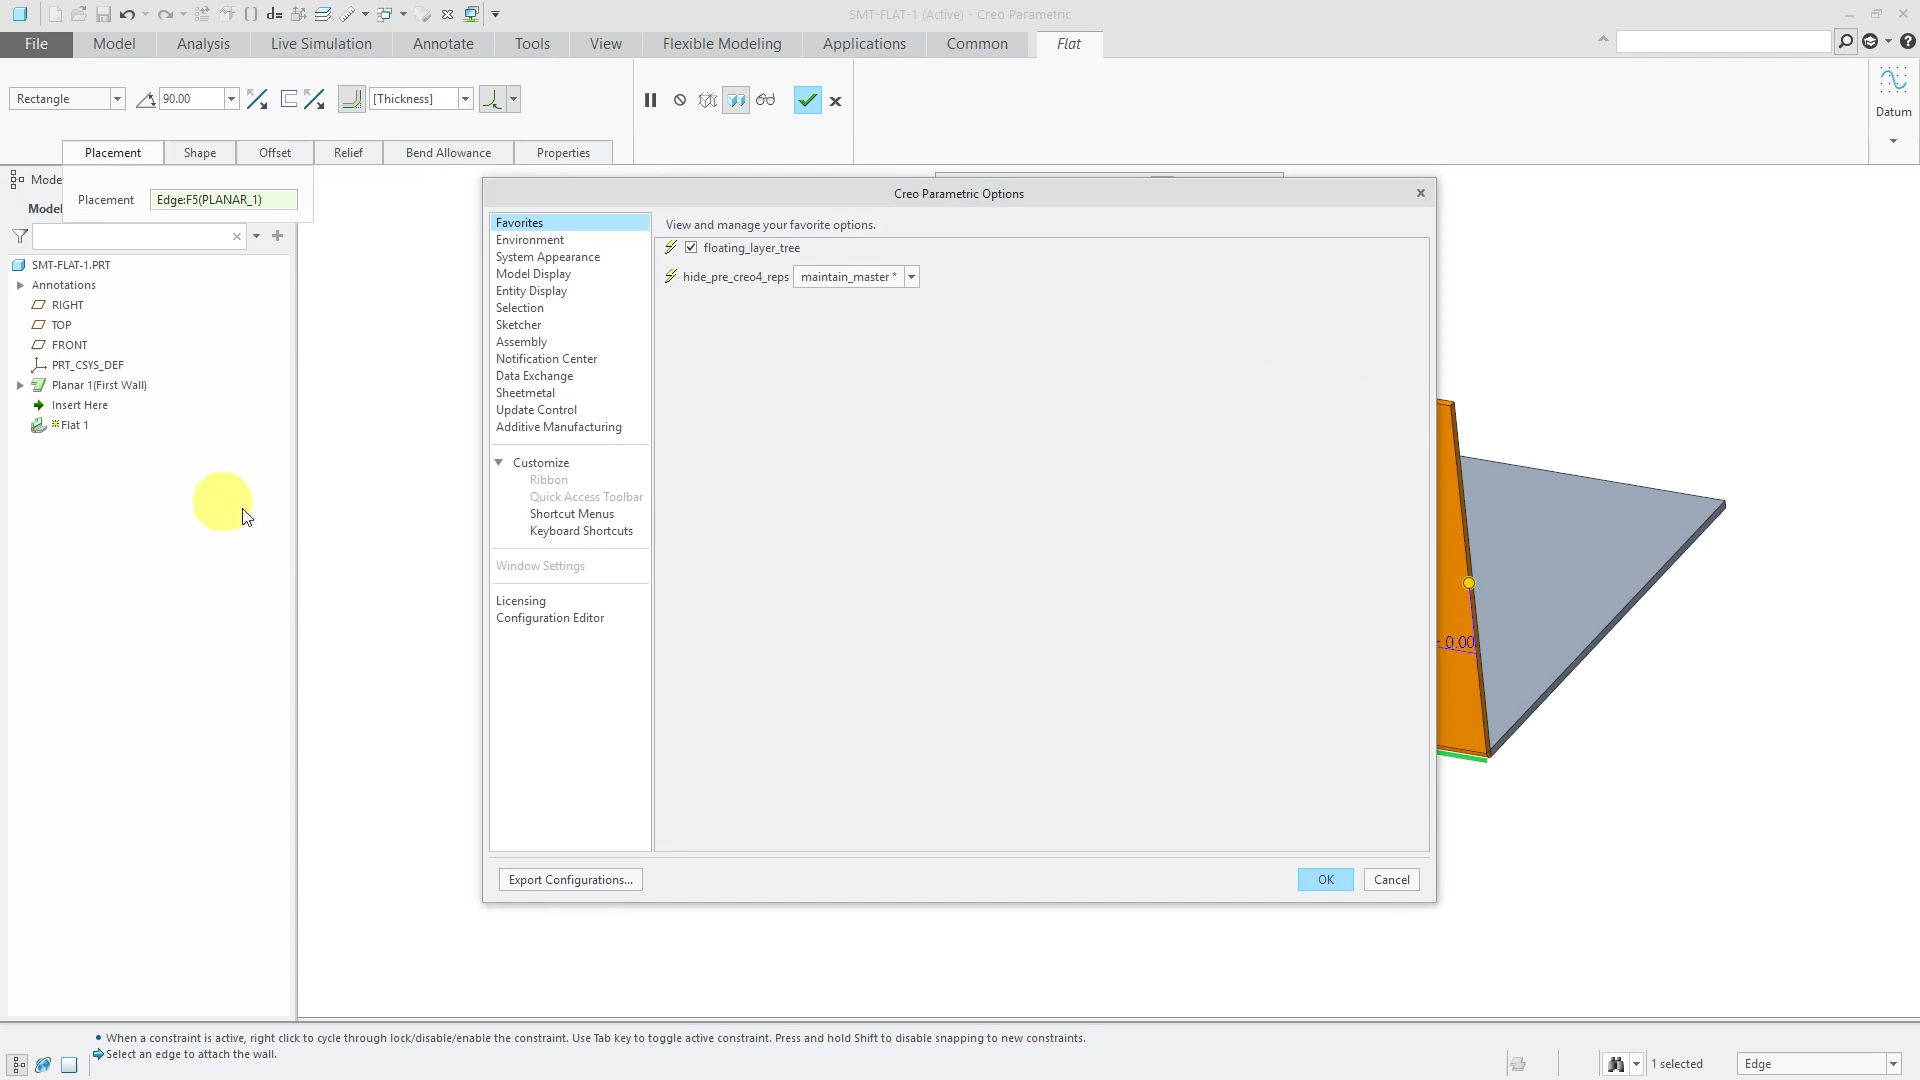 SMT-FLAT-1 (Active) - Creo Parametric
File Model Analysis Live Simulation Annotate Tools View Flexible Modeling Applications Common Flat
Rectangle 90.00 [Thickness]
Datum
Placement Shape Offset Relief Bend Allowance Properties
Mode
Placement Edge:F5(PLANAR_1)
Model
SMT-FLAT-1.PRT
Annotations
RIGHT
TOP
FRONT
PRT_CSYS_DEF
Planar 1(First Wall)
Insert Here
Flat 1
Creo Parametric Options
Favorites
Environment
System Appearance
Model Display
Entity Display
Selection
Sketcher
Assembly
Notification Center
Data Exchange
Sheetmetal
Update Control
Additive Manufacturing
Customize
Ribbon
Quick Access Toolbar
Shortcut Menus
Keyboard Shortcuts
Window Settings
Licensing
Configuration Editor
View and manage your favorite options.
floating_layer_tree
hide_pre_creo4_reps maintain_master *
Export Configurations...
OK Cancel
0.00
• When a constraint is active, right click to cycle through lock/disable/enable the constraint. Use Tab key to toggle active constraint. Press and hold Shift to disable snapping to new constraints.
Select an edge to attach the wall.
1 selected Edge